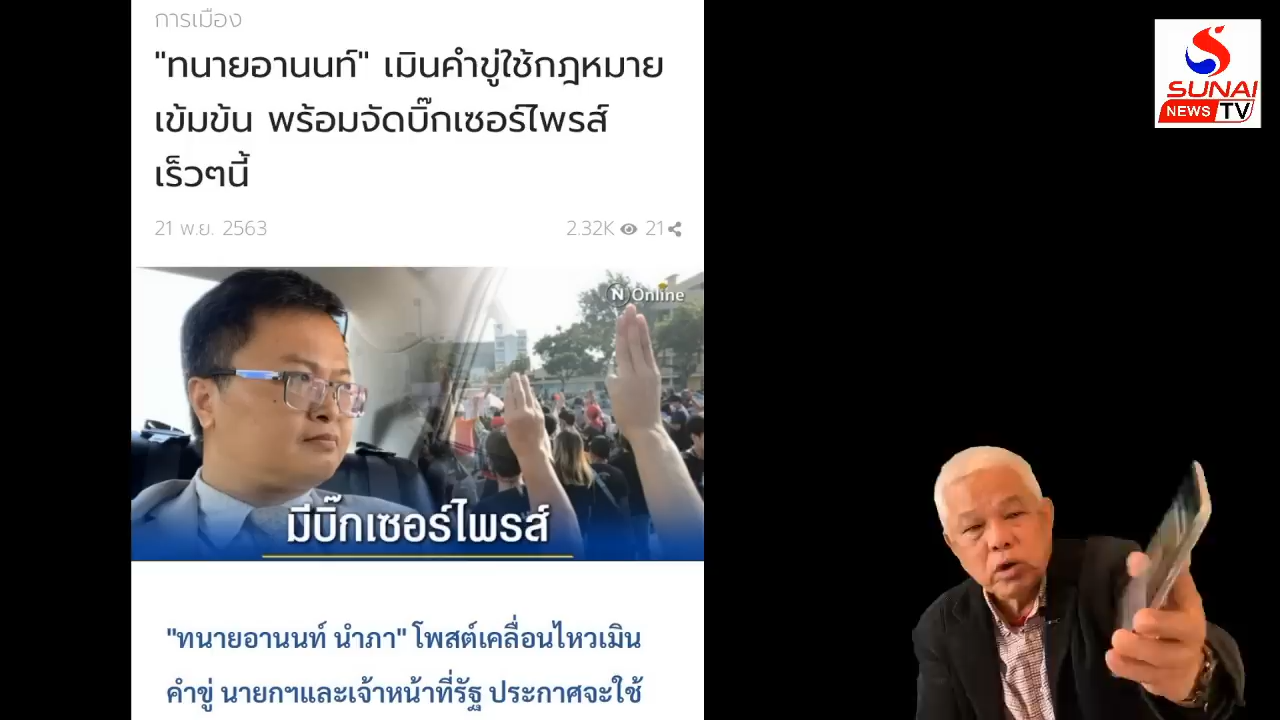 การเมือง
"ทนายอานนท์" เมินคำขู่ใช้กฎหมาย
เข้มข้น พร้อมจัดบิ๊กเซอร์ไพรส์
เร็วๆนี้
21 พ.ย. 2563
2.32K 21
N Online
มีบิ๊กเซอร์ไพรส์
"ทนายอานนท์ นำภา" โพสต์เคลื่อนไหวเมิน
คำขู่ นายกฯและเจ้าหน้าที่รัฐ ประกาศจะใช้
SUNAI
NEWS TV